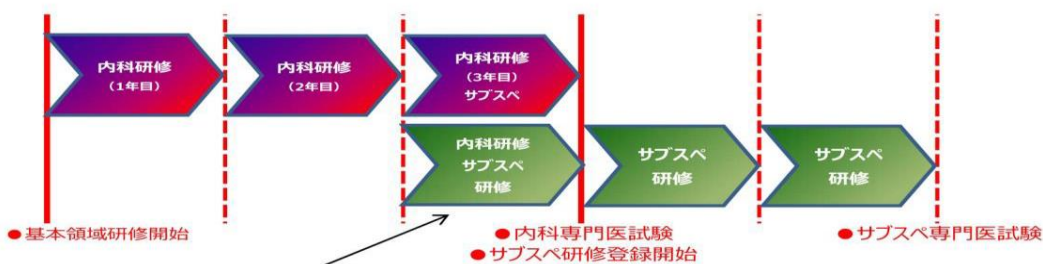 内科研修
（1年目）
内科研修
（2年目）
内科研修
（3年目）
サブスペ
内科研修
サブスペ
研修
サブスペ
研修
サブスペ
研修
●基本領域研修開始
●内科専門医試験
●サブスペ研修登録開始
●サブスペ専門医試験